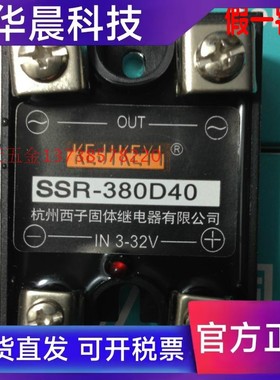 华晨科技
假一罚
OUT
KEJIKEYI®
SSR-380D40
杭州西子固体继电器有限公司
IN 3-32V
官方正
货直发 可开票